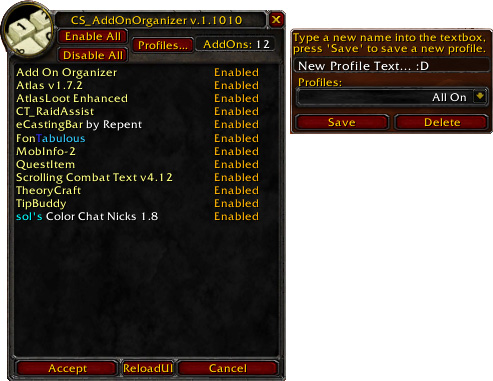 CS_AddOnOrganizer v.1.1010
Enable All
Disable All
Profiles...
AddOns: 12
Add On Organizer Enabled
Atlas v1.7.2 Enabled
AtlasLoot Enhanced Enabled
CT_RaidAssist Enabled
eCastingBar by Repent Enabled
FonTabulous Enabled
MobInfo-2 Enabled
QuestItem Enabled
Scrolling Combat Text v4.12 Enabled
TheoryCraft Enabled
TipBuddy Enabled
sol's Color Chat Nicks 1.8 Enabled
Accept ReloadUI Cancel
Type a new name into the textbox,
press 'Save' to save a new profile.
New Profile Text... :D
Profiles:
All On
Save Delete